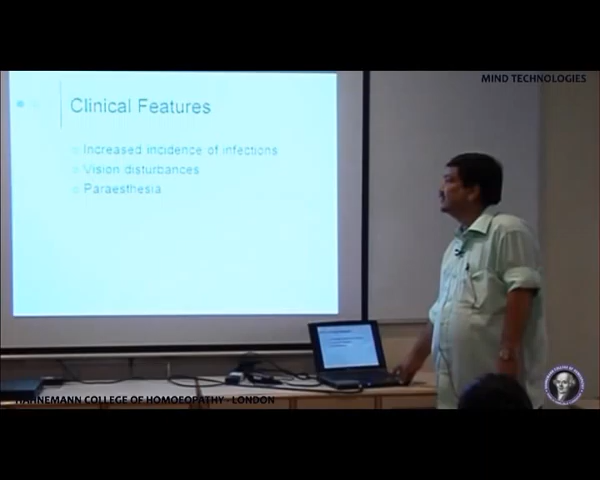 MIND TECHNOLOGIES
Clinical Features
Increased incidence of infections
Vision disturbances
Paraesthesia
HAHNEMANN COLLEGE OF HOMOEOPATHY - LONDON